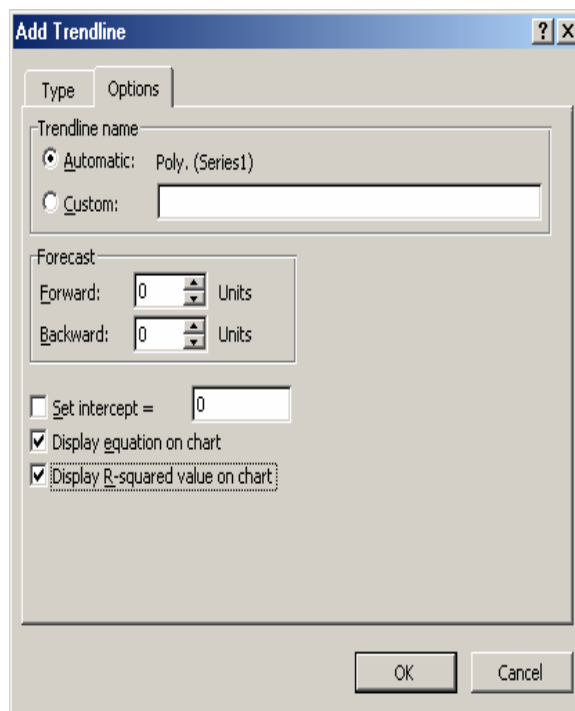 Add Trendline
Type Options
Trendline name
Automatic: Poly. (Series1)
Custom:
Forecast
Forward: 0 Units
Backward: 0 Units
Set intercept = 0
Display equation on chart
Display R-squared value on chart
OK Cancel